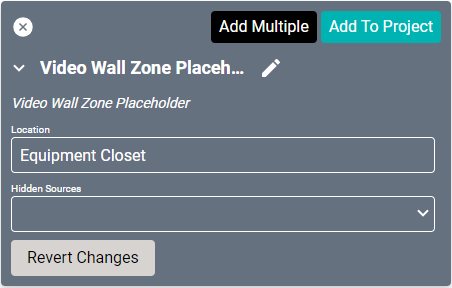 Add Multiple Add To Project
Video Wall Zone Placeh...
Video Wall Zone Placeholder
Location
Equipment Closet
Hidden Sources
Revert Changes